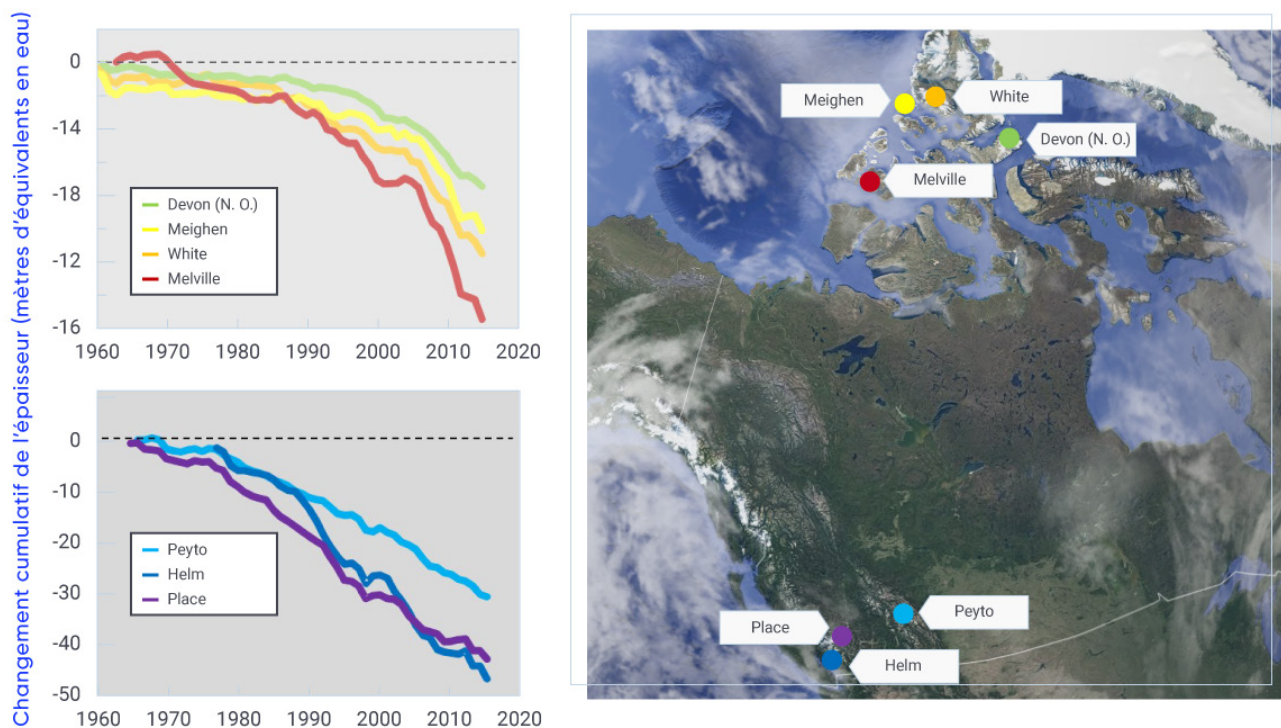 Changement cumulatif de l'épaisseur (mètres d'équivalents en eau)
0
-14
-18
-12
-16
Devon (N. O.)
Meighen
White
Melville
1960 1970 1980 1990 2000 2010 2020
0
-10
-20
-30
-40
-50
Peyto
Helm
Place
1960 1970 1980 1990 2000 2010 2020
Meighen
White
Devon (N. O.)
Melville
Place
Peyto
Helm